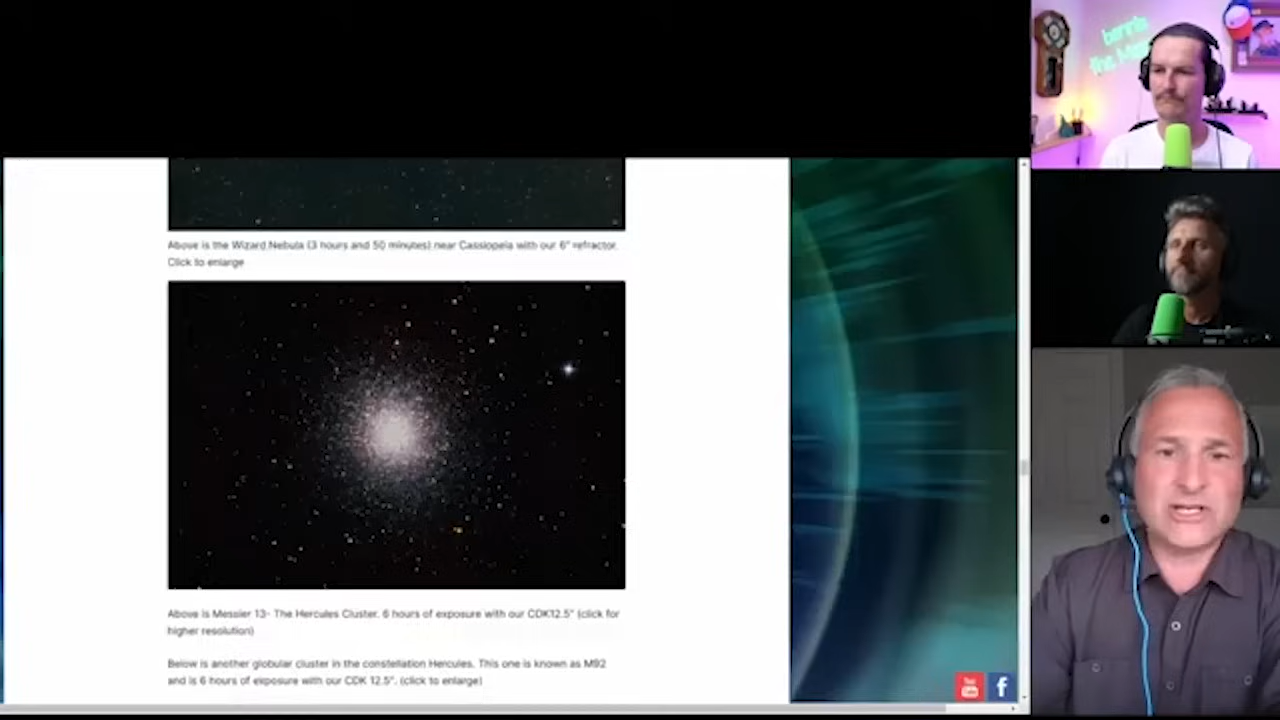 bennie
the M
Above is the Wizard Nebula (3 hours and 50 minutes) near Cassiopeia with our 6" refractor.
Click to enlarge
Above is Messier 13- The Hercules Cluster. 6 hours of exposure with our CDK12.5" (click for
higher resolution)
Below is another globular cluster in the constellation Hercules. This one is known as M92
and is 6 hours of exposure with our CDK 12.5". (click to enlarge)
You
f